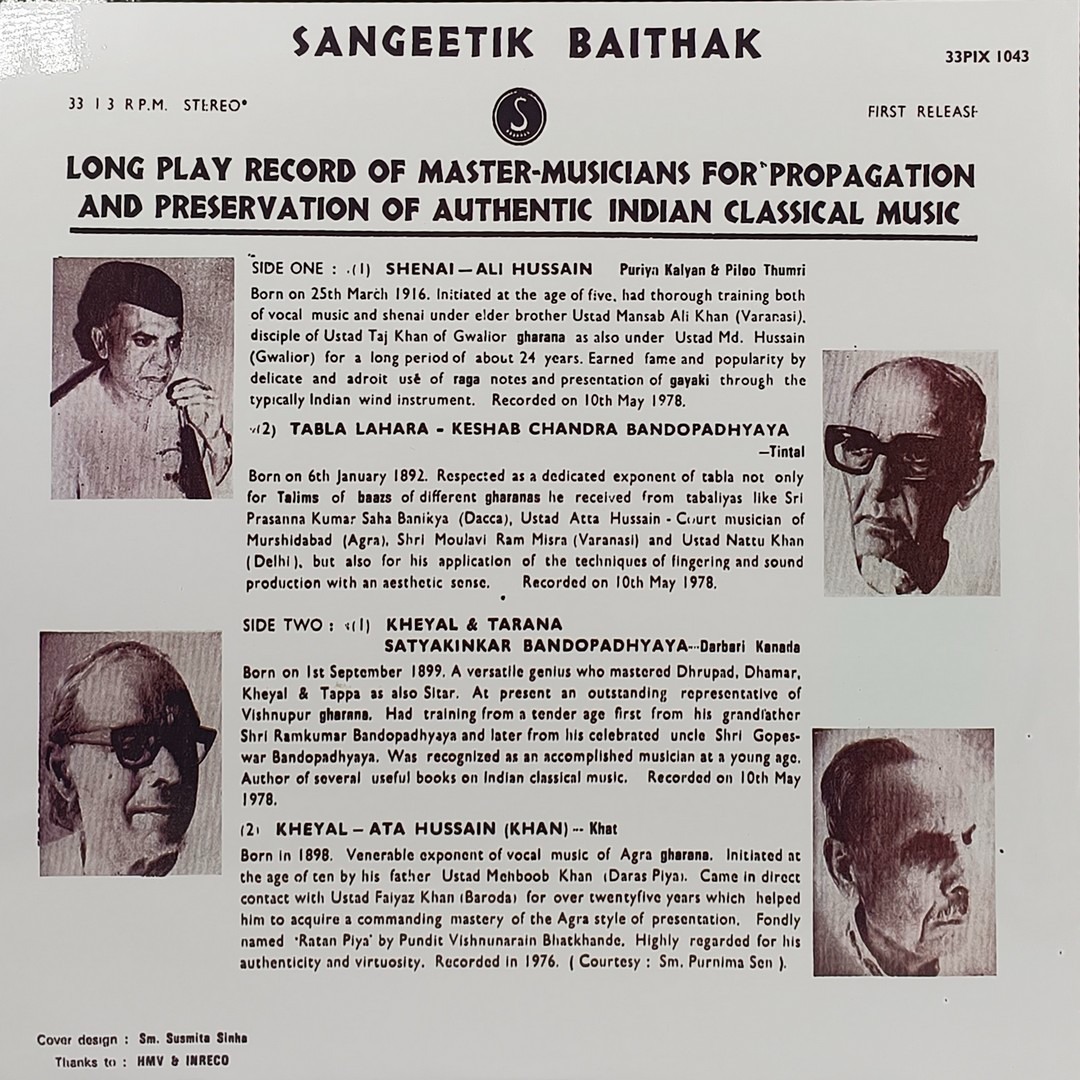 SANGEETIK BAITHAK
33PIX 1043
33 1 3 R.P.M. STEREO
FIRST RELEASE
S
LONG PLAY RECORD OF MASTER-MUSICIANS FOR PROPAGATION
AND PRESERVATION OF AUTHENTIC INDIAN CLASSICAL MUSIC
SIDE ONE : (1) SHENAI—ALI HUSSAIN Puriya Kalyan & Piloo Thumri
Born on 25th March 1916. Initiated at the age of five, had thorough training both
of vocal music and shenai under elder brother Ustad Mansab Ali Khan (Varanasi),
disciple of Ustad Taj Khan of Gwalior gharana as also under Ustad Md. Hussain
(Gwalior) for a long period of about 24 years. Earned fame and popularity by
delicate and adroit use of raga notes and presentation of gayaki through the
typically Indian wind instrument. Recorded on 10th May 1978.
(2) TABLA LAHARA - KESHAB CHANDRA BANDOPADHYAYA
—Tintal
Born on 6th January 1892. Respected as a dedicated exponent of tabla not only
for Talims of baazs of different gharanas he received from tabaliyas like Sri
Prasanna Kumar Saha Banikya (Dacca), Ustad Atta Hussain - Court musician of
Murshidabad (Agra), Shri Moulavi Ram Misra (Varanasi) and Ustad Nattu Khan
(Delhi), but also for his application of the techniques of fingering and sound
production with an aesthetic sense. Recorded on 10th May 1978.
SIDE TWO : (1) KHEYAL & TARANA
SATYAKINKAR BANDOPADHYAYA--Darbari Kanada
Born on 1st September 1899. A versatile genius who mastered Dhrupad, Dhamar,
Kheyal & Tappa as also Sitar. At present an outstanding representative of
Vishnupur gharana. Had training from a tender age first from his grandfather
Shri Ramkumar Bandopadhyaya and later from his celebrated uncle Shri Gopes-
war Bandopadhyaya. Was recognized as an accomplished musician at a young age.
Author of several useful books on Indian classical music. Recorded on 10th May
1978.
(2) KHEYAL — ATA HUSSAIN (KHAN) -- Khat
Born in 1898. Venerable exponent of vocal music of Agra gharana. Initiated at
the age of ten by his father Ustad Mehboob Khan (Daras Piya). Came in direct
contact with Ustad Faiyaz Khan (Baroda) for over twentyfive years which helped
him to acquire a commanding mastery of the Agra style of presentation. Fondly
named 'Ratan Piya' by Pundit Vishnunarain Bhatkhande. Highly regarded for his
authenticity and virtuosity. Recorded in 1976. ( Courtesy : Sm. Purnima Sen ).
Cover design : Sm. Susmita Sinha
Thanks to : HMV & INRECO